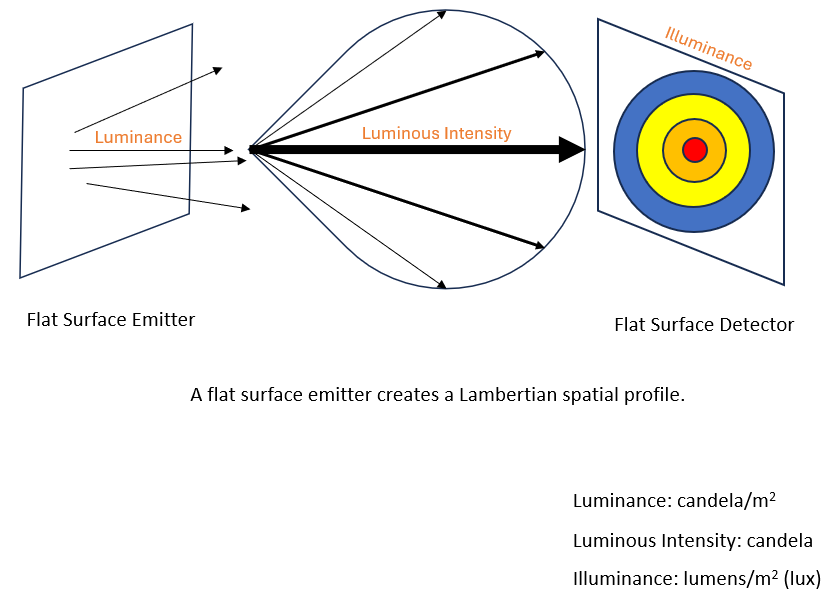 Illuminance
Luminance
Luminous Intensity
Flat Surface Emitter
Flat Surface Detector
A flat surface emitter creates a Lambertian spatial profile.
Luminance: candela/m²
Luminous Intensity: candela
Illuminance: lumens/m² (lux)